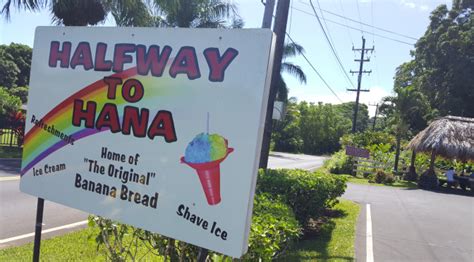 HALFWAY
TO
HANA
Refreshments
Ice Cream
Home of
"The Original"
Banana Bread
Shave Ice